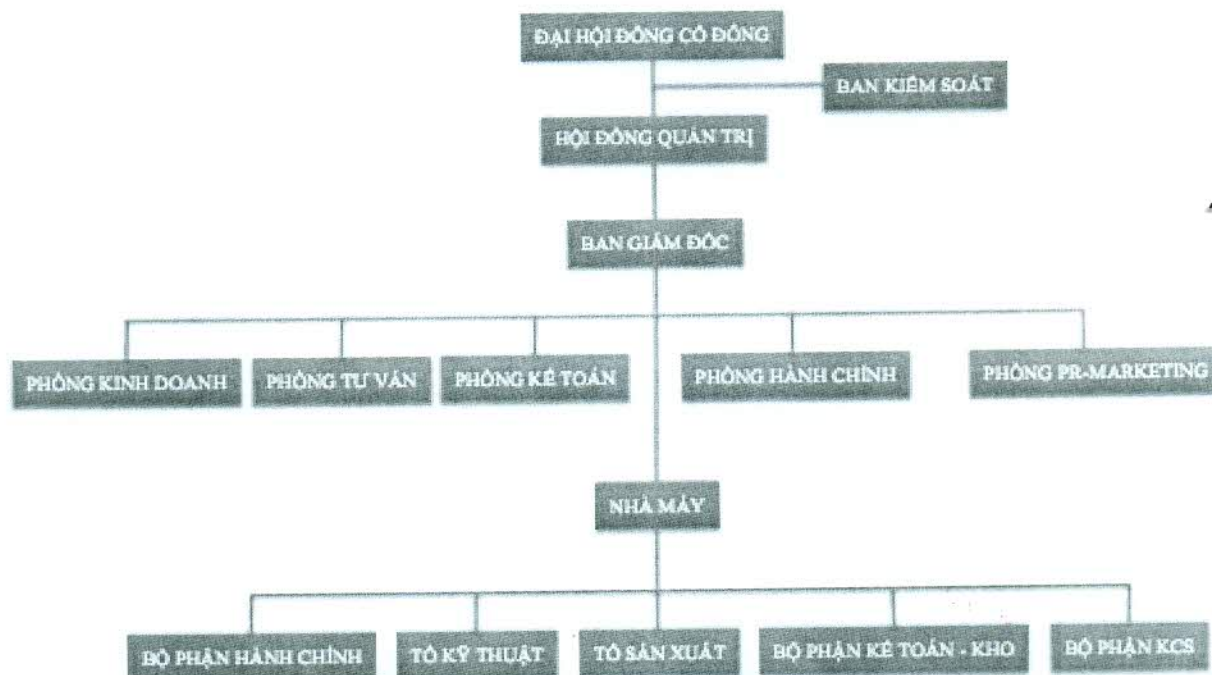 ĐẠI HỘI ĐỒNG CỔ ĐÔNG
BAN KIỂM SOÁT
HỘI ĐỒNG QUẢN TRỊ
BAN GIÁM ĐỐC
PHÒNG KINH DOANH
PHÒNG TƯ VẤN
PHÒNG KẾ TOÁN
PHÒNG HÀNH CHÍNH
PHÒNG PR-MARKETING
NHÀ MÁY
BỘ PHẬN HÀNH CHÍNH
TỔ KỸ THUẬT
TỔ SẢN XUẤT
BỘ PHẬN KẾ TOÁN - KHO
BỘ PHẬN KCS